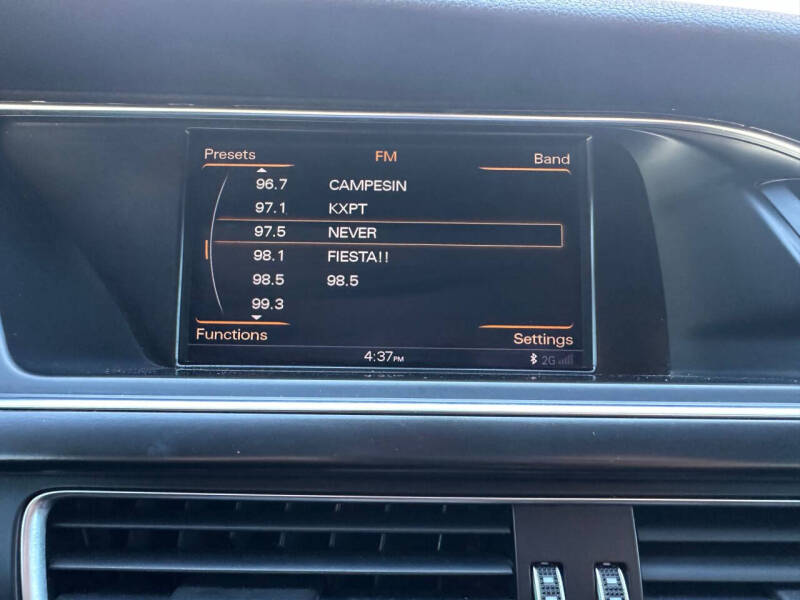 Presets FM Band
96.7 CAMPESIN
97.1 KXPT
97.5 NEVER
98.1 FIESTA!!
98.5 98.5
99.3
Functions Settings
4:37PM 2G